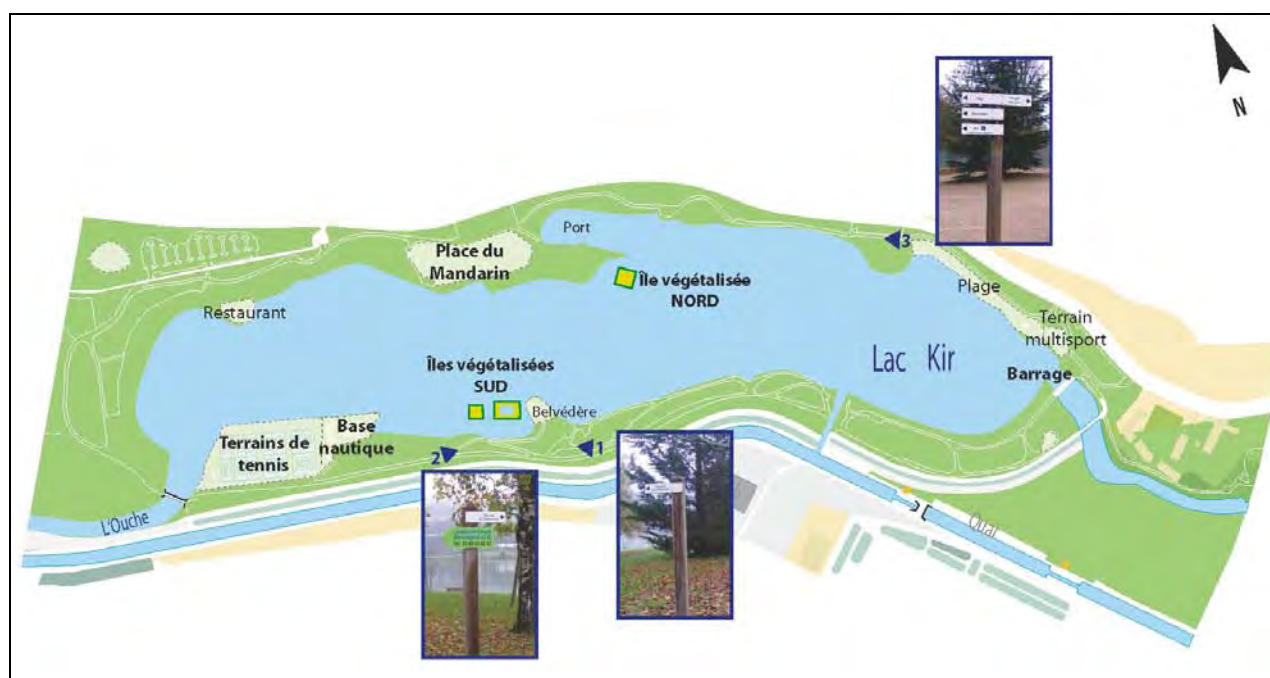 N
3
Port
Place du
Mandarin
Île végétalisée
NORD
Plage
Restaurant
Terrain
multisport
Lac Kir
Îles végétalisées
SUD
Barrage
Belvédère
Base
nautique
Terrains de
tennis
2
1
L'Ouche
Quai